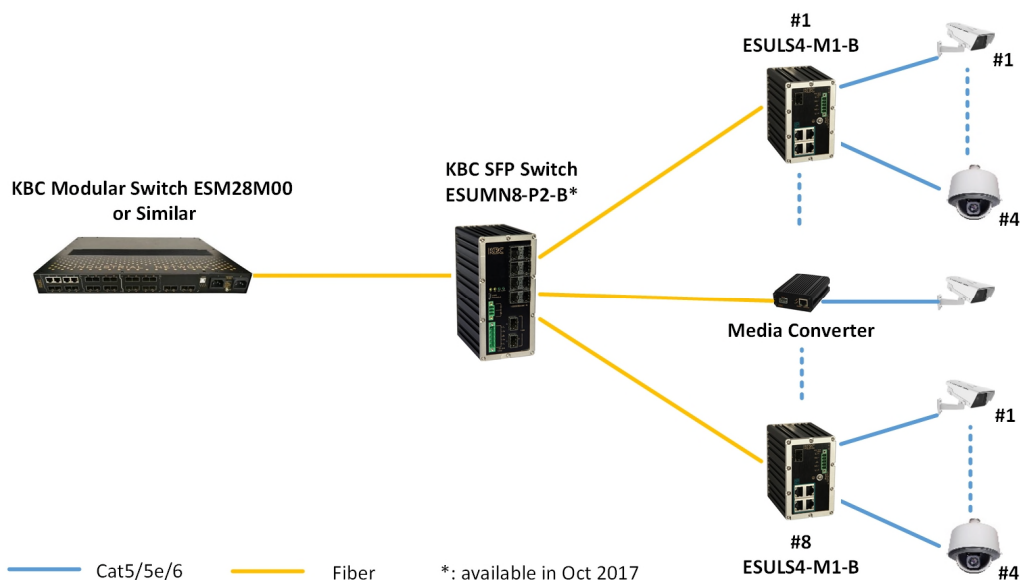 #1
ESULS4-M1-B
#1
#4
KBC SFP Switch
ESUMN8-P2-B*
KBC Modular Switch ESM28M00
or Similar
KBC
Media Converter
#1
#4
#8
ESULS4-M1-B
Cat5/5e/6
Fiber
*: available in Oct 2017